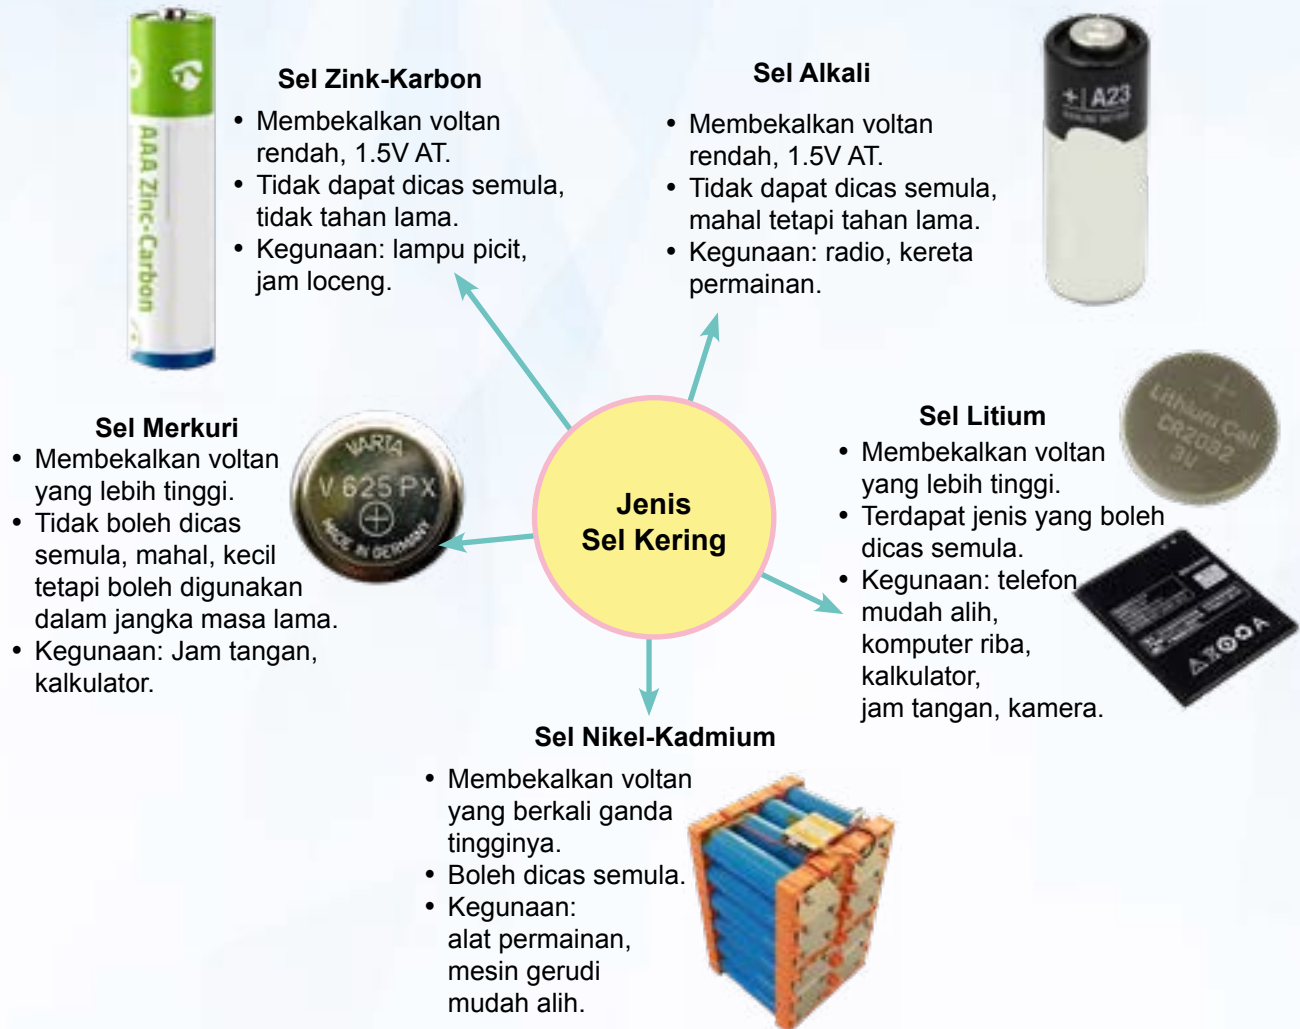 Sel Zink-Karbon
• Membekalkan voltan
rendah, 1.5V AT.
• Tidak dapat dicas semula,
tidak tahan lama.
• Kegunaan: lampu picit,
jam loceng.
AAA Zinc-Carbon
Sel Alkali
• Membekalkan voltan
rendah, 1.5V AT.
• Tidak dapat dicas semula,
mahal tetapi tahan lama.
• Kegunaan: radio, kereta
permainan.
+ | A23
Sel Merkuri
• Membekalkan voltan
yang lebih tinggi.
• Tidak boleh dicas
semula, mahal, kecil
tetapi boleh digunakan
dalam jangka masa lama.
• Kegunaan: Jam tangan,
kalkulator.
VARTA
V 625 PX
MADE IN GERMANY
Jenis
Sel Kering
Sel Litium
• Membekalkan voltan
yang lebih tinggi.
• Terdapat jenis yang boleh
dicas semula.
• Kegunaan: telefon
mudah alih,
komputer riba,
kalkulator,
jam tangan, kamera.
+
Lithium Cell
CR2032
3V
Sel Nikel-Kadmium
• Membekalkan voltan
yang berkali ganda
tingginya.
• Boleh dicas semula.
• Kegunaan:
alat permainan,
mesin gerudi
mudah alih.